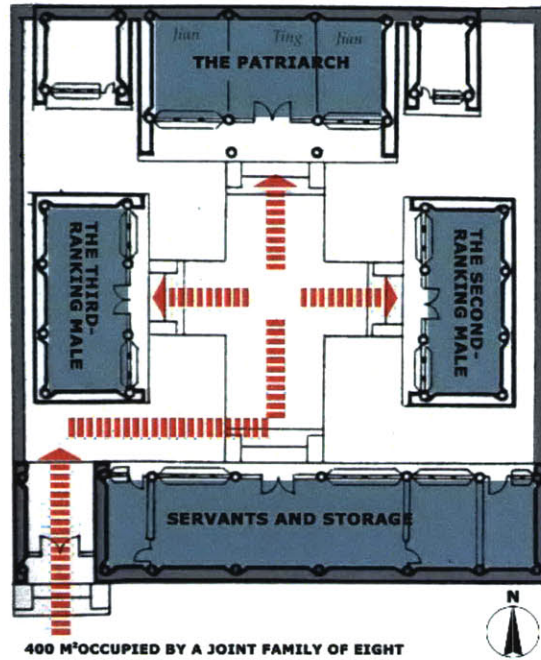 Jian Ting Jian
THE PATRIARCH
THE THIRD-
RANKING MALE
THE SECOND-
RANKING MALE
SERVANTS AND STORAGE
N
400 M²OCCUPIED BY A JOINT FAMILY OF EIGHT